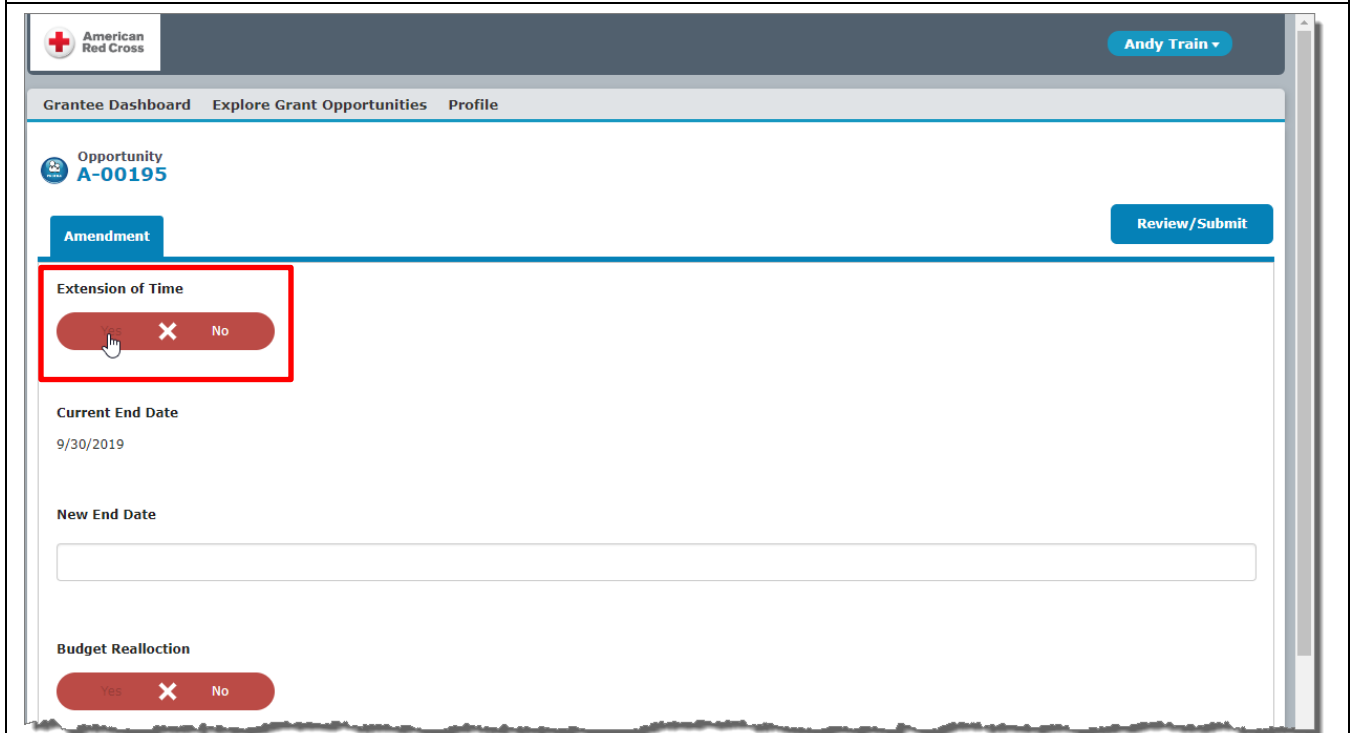 American
Red Cross
Andy Train
Grantee Dashboard Explore Grant Opportunities Profile
Opportunity
A-00195
Amendment
Review/Submit
Extension of Time
Yes No
Current End Date
9/30/2019
New End Date
Budget Realloction
Yes No